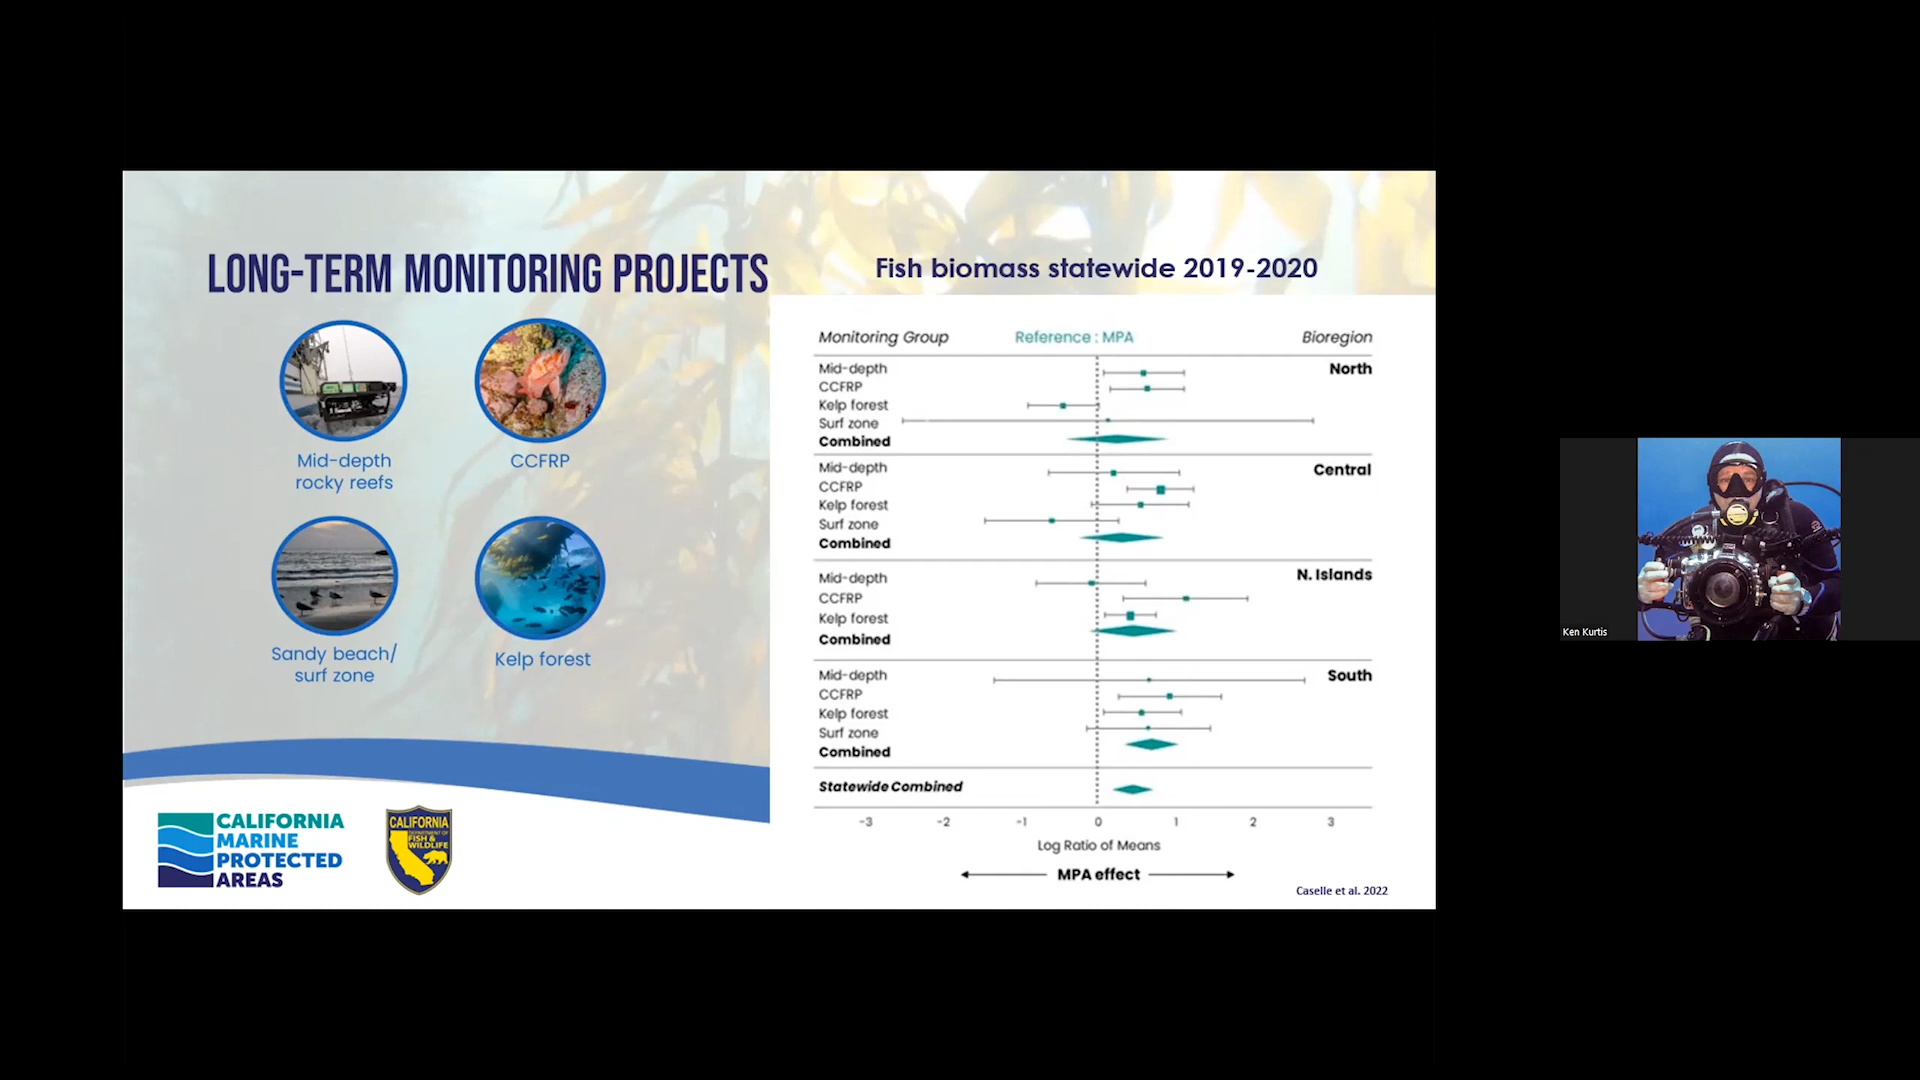 LONG-TERM MONITORING PROJECTS
Mid-depth
rocky reefs
CCFRP
Sandy beach/
surf zone
Kelp forest
CALIFORNIA
MARINE
PROTECTED
AREAS
CALIFORNIA
DEPARTMENT OF
FISH &
WILDLIFE
Fish biomass statewide 2019-2020
Monitoring Group Reference : MPA Bioregion
Mid-depth North
CCFRP
Kelp forest
Surf zone
Combined
Mid-depth Central
CCFRP
Kelp forest
Surf zone
Combined
Mid-depth N. Islands
CCFRP
Kelp forest
Combined
Mid-depth South
CCFRP
Kelp forest
Surf zone
Combined
Statewide Combined
-3 -2 -1 0 1 2 3
Log Ratio of Means
MPA effect
Caselle et al. 2022
Ken Kurtis